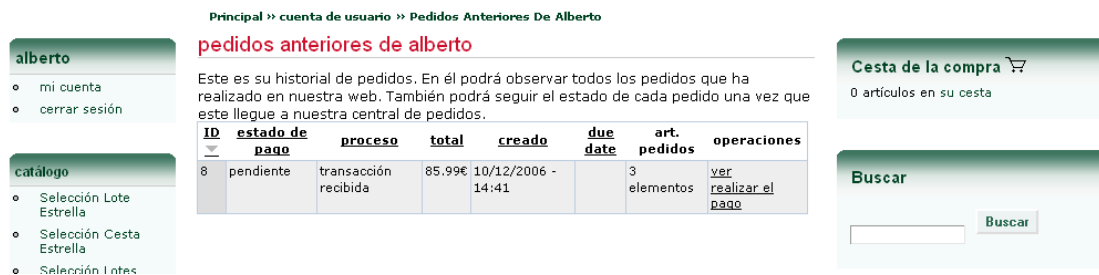 Principal » cuenta de usuario » Pedidos Anteriores De Alberto
alberto
mi cuenta
cerrar sesión
catálogo
Selección Lote
Estrella
Selección Cesta
Estrella
Selección Lotes
pedidos anteriores de alberto
Este es su historial de pedidos. En él podrá observar todos los pedidos que ha
realizado en nuestra web. También podrá seguir el estado de cada pedido una vez que
este llegue a nuestra central de pedidos.
ID estado de pago proceso total creado due date art. pedidos operaciones
8 pendiente transacción recibida 85.99€ 10/12/2006 - 14:41 3 elementos ver realizar el pago
Cesta de la compra
0 artículos en su cesta
Buscar
Buscar